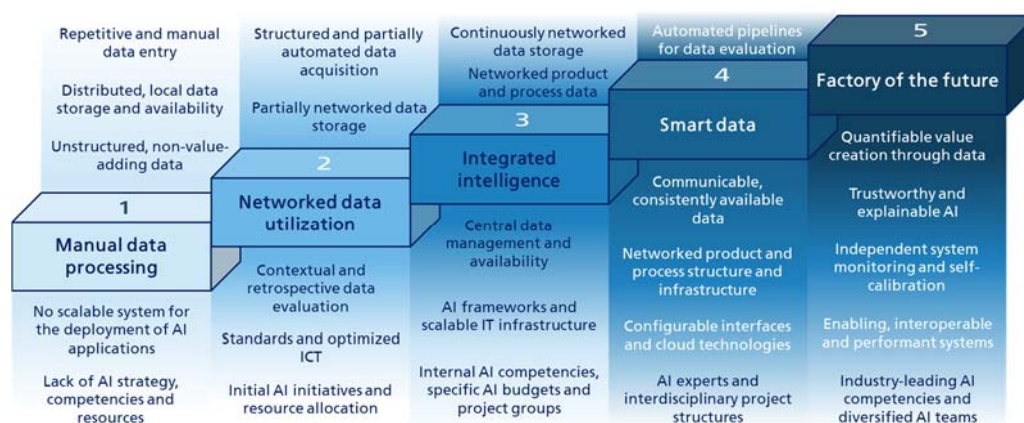 Repetitive and manual
data entry
Distributed, local data
storage and availability
Unstructured, non-value-
adding data
1
Manual data
processing
No scalable system for
the deployment of AI
applications
Lack of AI strategy,
competencies and
resources
Structured and partially
automated data
acquisition
Partially networked data
storage
2
Networked data
utilization
Contextual and
retrospective data
evaluation
Standards and optimized
ICT
Initial AI initiatives and
resource allocation
Continuously networked
data storage
Networked product
and process data
3
Integrated
intelligence
Central data
management and
availability
AI frameworks and
scalable IT infrastructure
Internal AI competencies,
specific AI budgets and
project groups
Automated pipelines
for data evaluation
4
Smart data
Communicable,
consistently available
data
Networked product and
process structure and
infrastructure
Configurable interfaces
and cloud technologies
AI experts and
interdisciplinary project
structures
5
Factory of the future
Quantifiable value
creation through data
Trustworthy and
explainable AI
Independent system
monitoring and self-
calibration
Enabling, interoperable
and performant systems
Industry-leading AI
competencies and
diversified AI teams